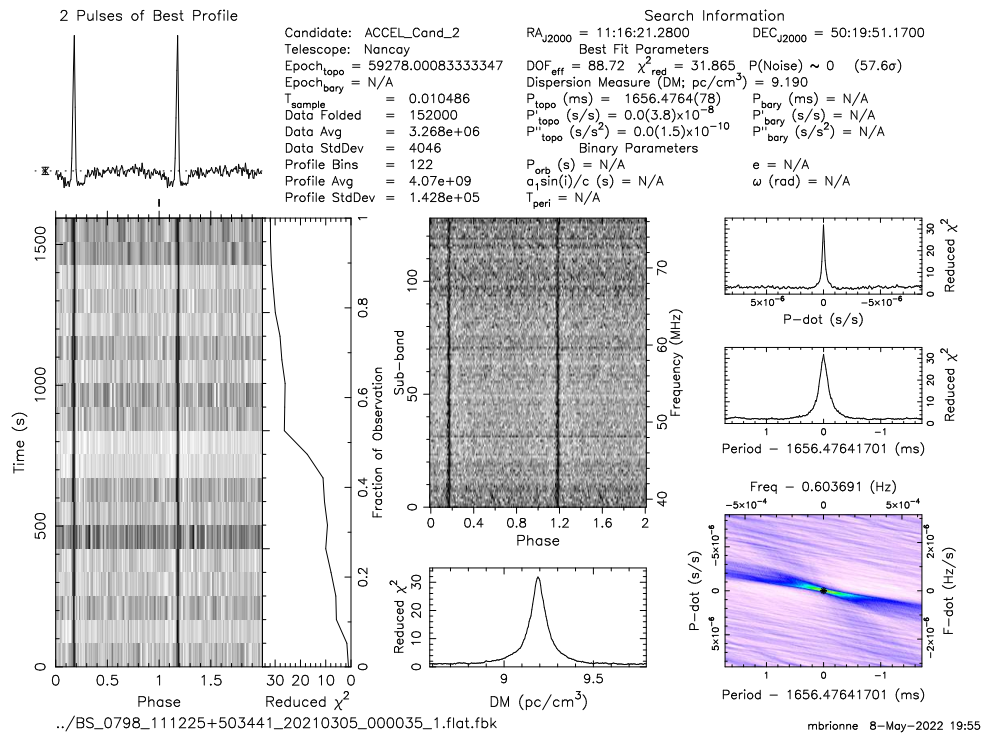 2 Pulses of Best Profile
Search Information
Candidate: ACCEL_Cand_2
RA_J2000 = 11:16:21.2800
DEC_J2000 = 50:19:51.1700
Telescope: Nancay
Best Fit Parameters
Epoch_topo = 59278.00083333347
DOF_eff = 88.72 χ²_red = 31.865 P(Noise) ~ 0 (57.6σ)
Epoch_bary = N/A
Dispersion Measure (DM; pc/cm³) = 9.190
T_sample = 0.010486
P_topo (ms) = 1656.4764(78)
P_bary (ms) = N/A
Data Folded = 152000
P'_topo (s/s) = 0.0(3.8)x10⁻⁸
P'_bary (s/s) = N/A
Data Avg = 3.268e+06
P''_topo (s/s²) = 0.0(1.5)x10⁻¹⁰
P''_bary (s/s²) = N/A
Data StdDev = 4046
Binary Parameters
Profile Bins = 122
P_orb (s) = N/A
e = N/A
Profile Avg = 4.07e+09
a₁sin(i)/c (s) = N/A
ω (rad) = N/A
Profile StdDev = 1.428e+05
T_peri = N/A
Time (s)
0 500 1000 1500
0 0.5 1 1.5
Phase
30 20 10 0
Reduced χ²
0 0.2 0.4 0.6 0.8 1
Fraction of Observation
Sub-band
0 50 100
40 50 60 70
Frequency (MHz)
0 0.4 0.8 1.2 1.6 2
Phase
Reduced χ²
0 10 20 30
9 9.5
DM (pc/cm³)
0 10 20 30
Reduced χ²
5×10⁻⁶ 0 -5×10⁻⁶
P-dot (s/s)
0 10 20 30
Reduced χ²
1 0 -1
Period - 1656.47641701 (ms)
Freq - 0.603691 (Hz)
-5×10⁻⁴ 0 5×10⁻⁴
P-dot (s/s)
-5×10⁻⁶ 0 5×10⁻⁶
2×10⁻⁶ 0 -2×10⁻⁶
F-dot (Hz/s)
1 0 -1
Period - 1656.47641701 (ms)
../BS_0798_111225+503441_20210305_000035_1.flat.fbk
mbrionne 8-May-2022 19:55